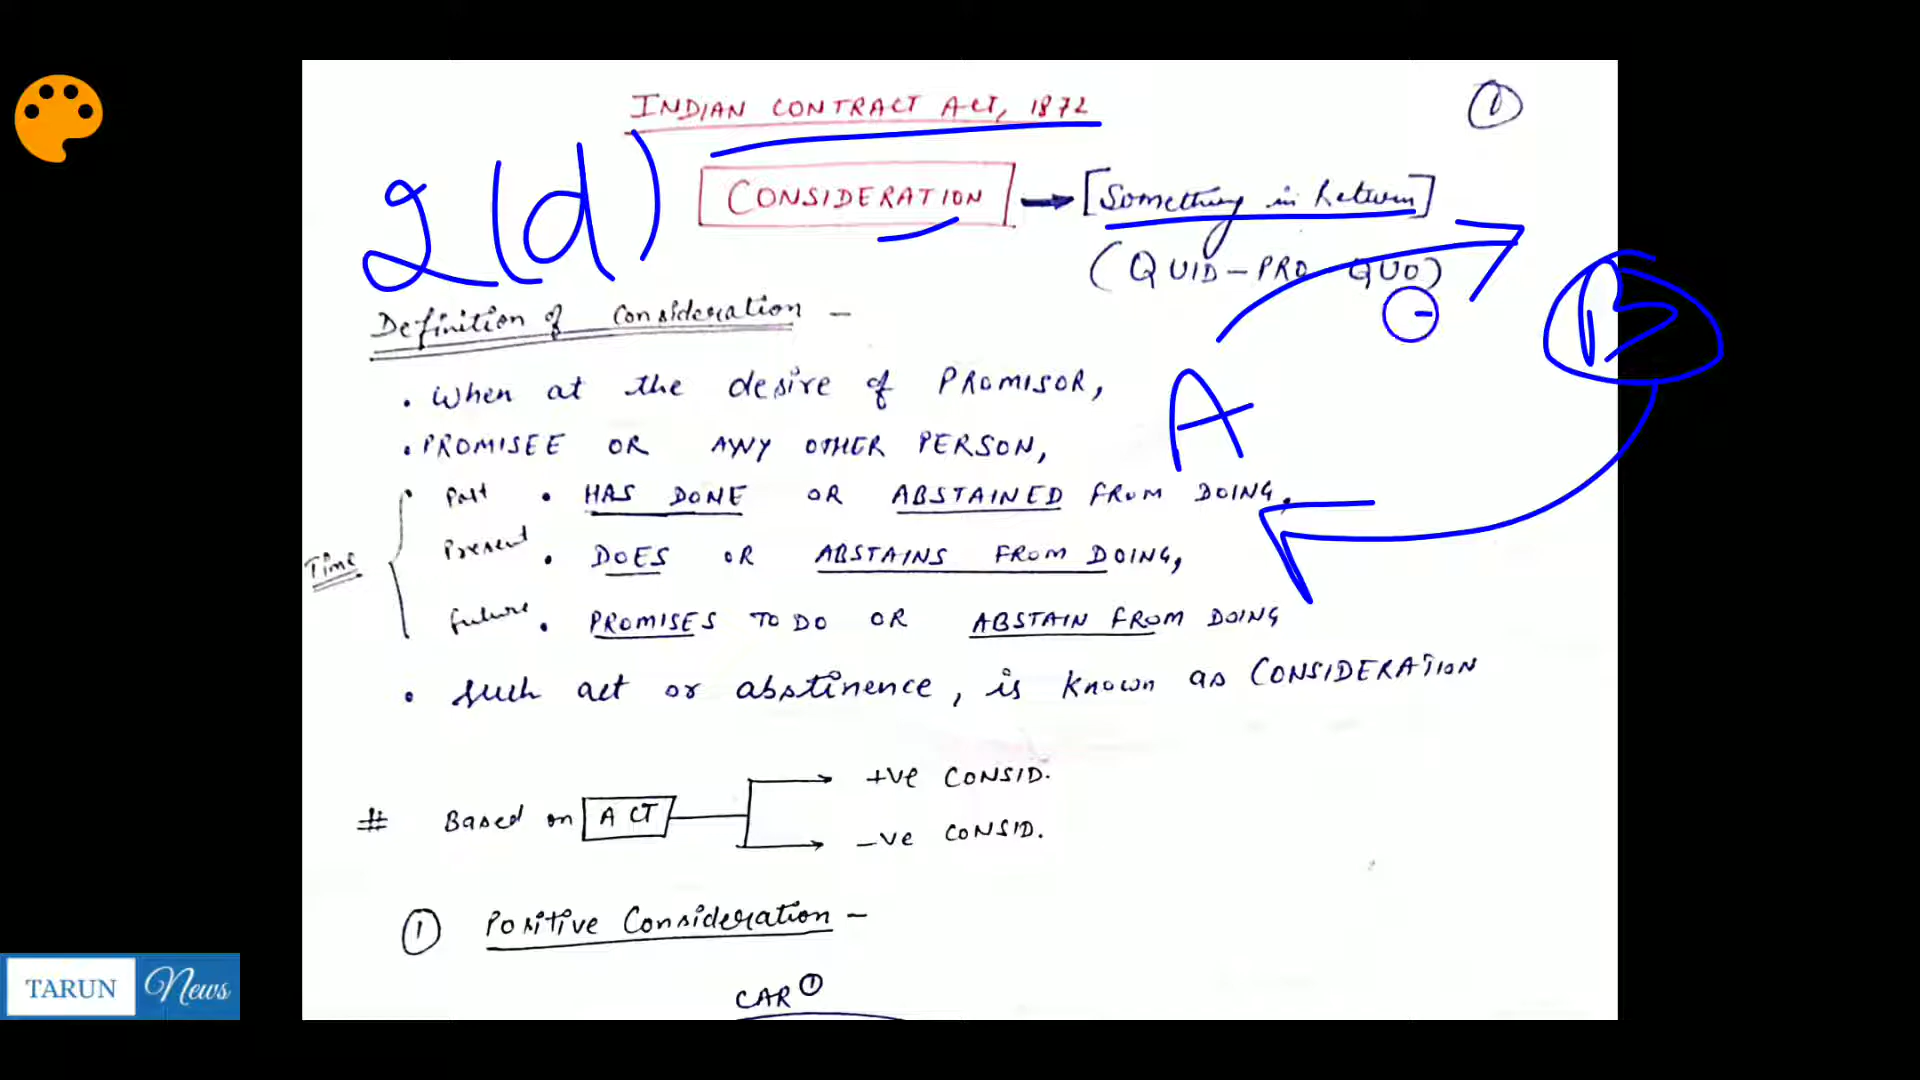 INDIAN CONTRACT ACT, 1872
1
2(d)
CONSIDERATION
[Something in Return]
(QUID-PRO-QUO)
B
Definition of Consideration -
A
• When at the desire of PROMISOR,
• PROMISEE OR ANY OTHER PERSON,
Time
Past • HAS DONE OR ABSTAINED FROM DOING,
Present • DOES OR ABSTAINS FROM DOING,
Future • PROMISES TO DO OR ABSTAIN FROM DOING
• Such act or abstinence, is known as CONSIDERATION
# Based on ACT
+ve CONSID.
-ve CONSID.
1 Positive Consideration -
CAR 1
TARUN News